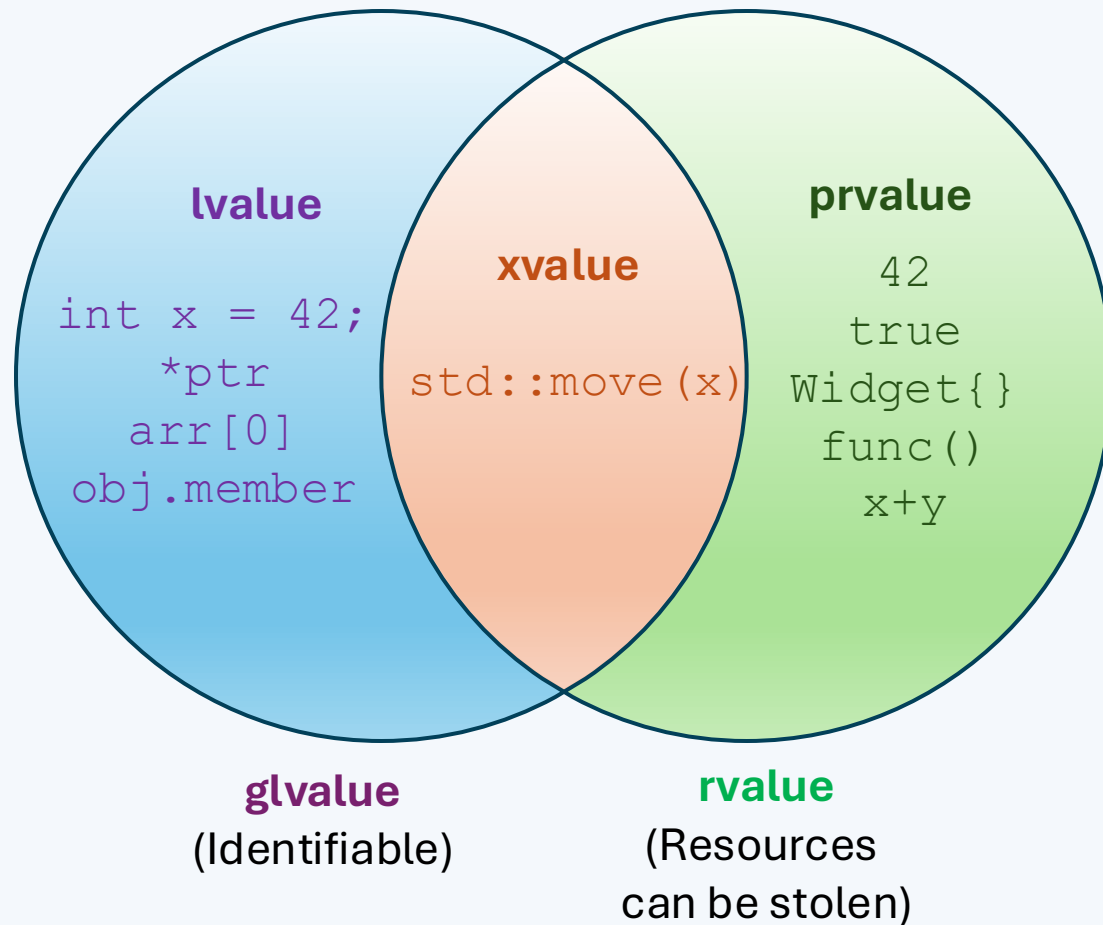 lvalue
int x = 42;
*ptr
arr[0]
obj.member
xvalue
std::move(x)
prvalue
42
true
Widget{}
func()
x+y
glvalue
(Identifiable)
rvalue
(Resources
can be stolen)